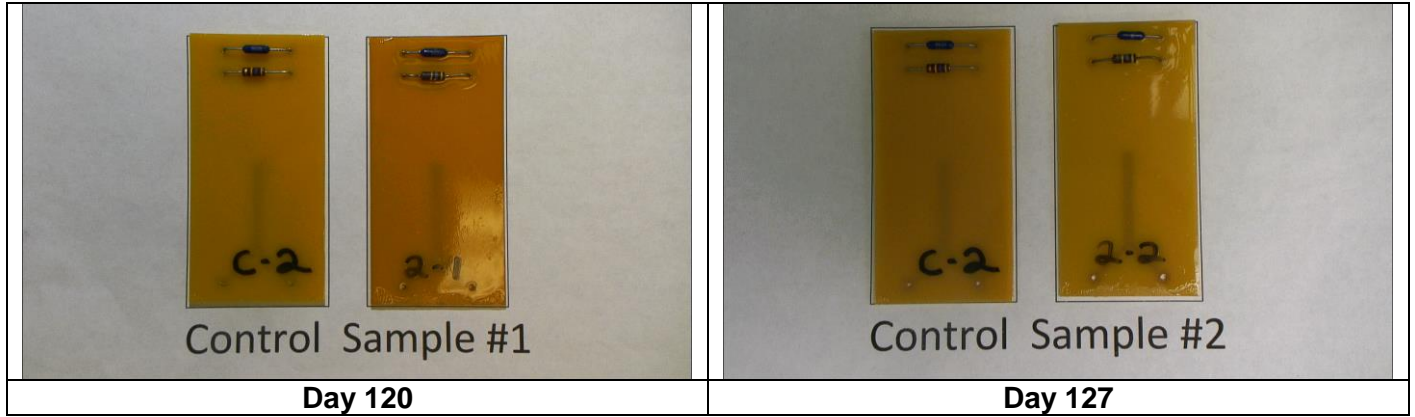 C-2
2-1
Control Sample #1
Day 120
C-2
2-2
Control Sample #2
Day 127